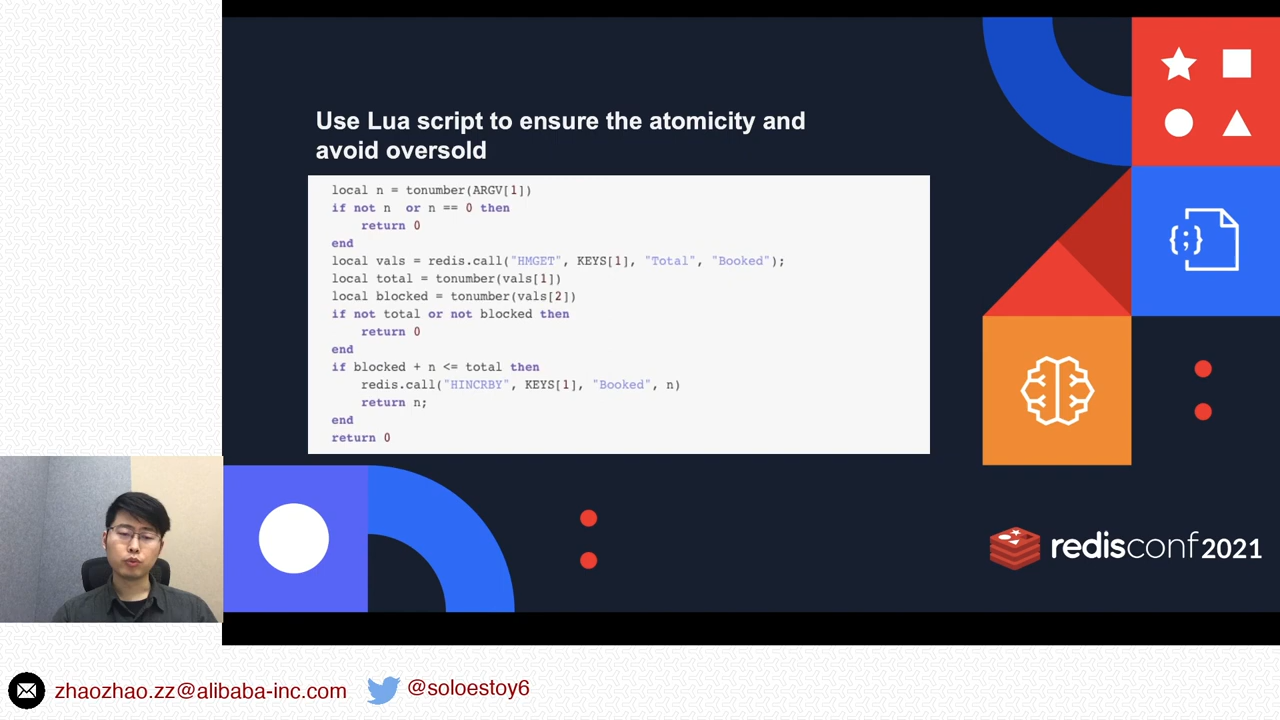 Use Lua script to ensure the atomicity and
avoid oversold
local n = tonumber(ARGV[1])
if not n  or n == 0 then
    return 0
end
local vals = redis.call("HMGET", KEYS[1], "Total", "Booked");
local total = tonumber(vals[1])
local blocked = tonumber(vals[2])
if not total or not blocked then
    return 0
end
if blocked + n <= total then
    redis.call("HINCRBY", KEYS[1], "Booked", n)
    return n;
end
return 0
{;}
redisconf 2021
zhaozhao.zz@alibaba-inc.com
@soloestoy6